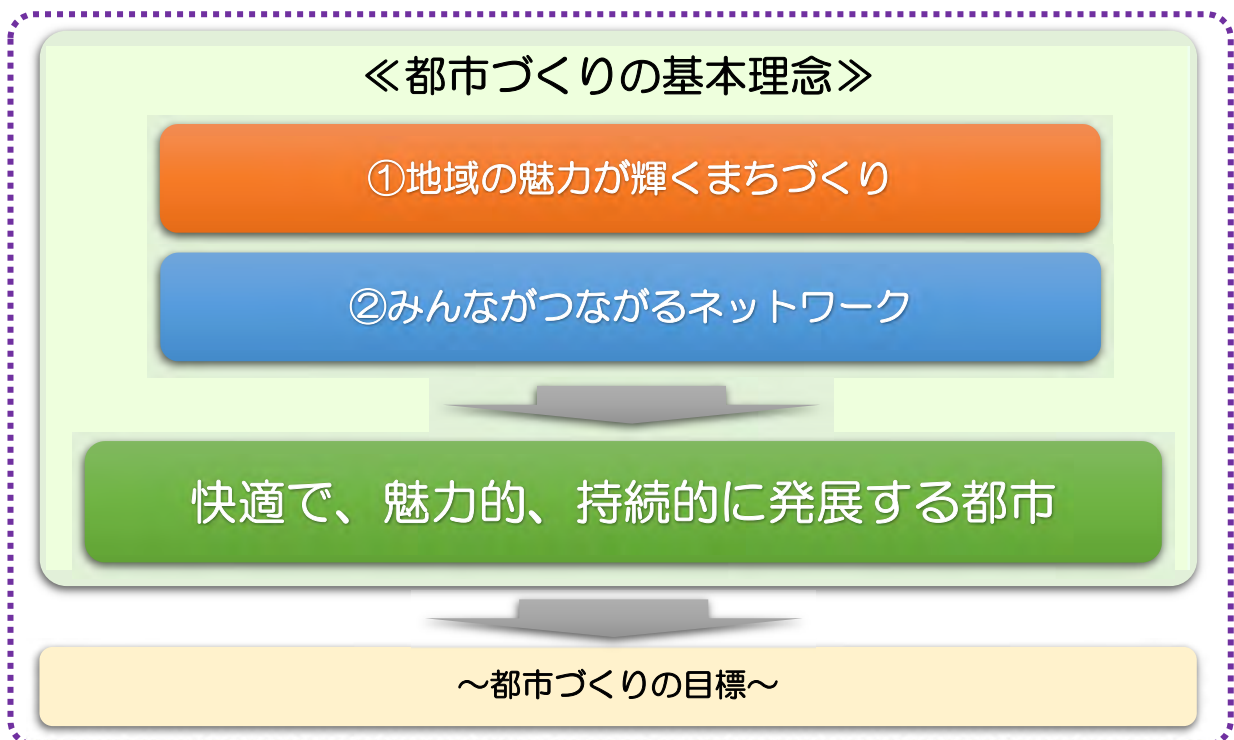 ≪都市づくりの基本理念≫
①地域の魅力が輝くまちづくり
②みんながつながるネットワーク
快適で、魅力的、持続的に発展する都市
～都市づくりの目標～